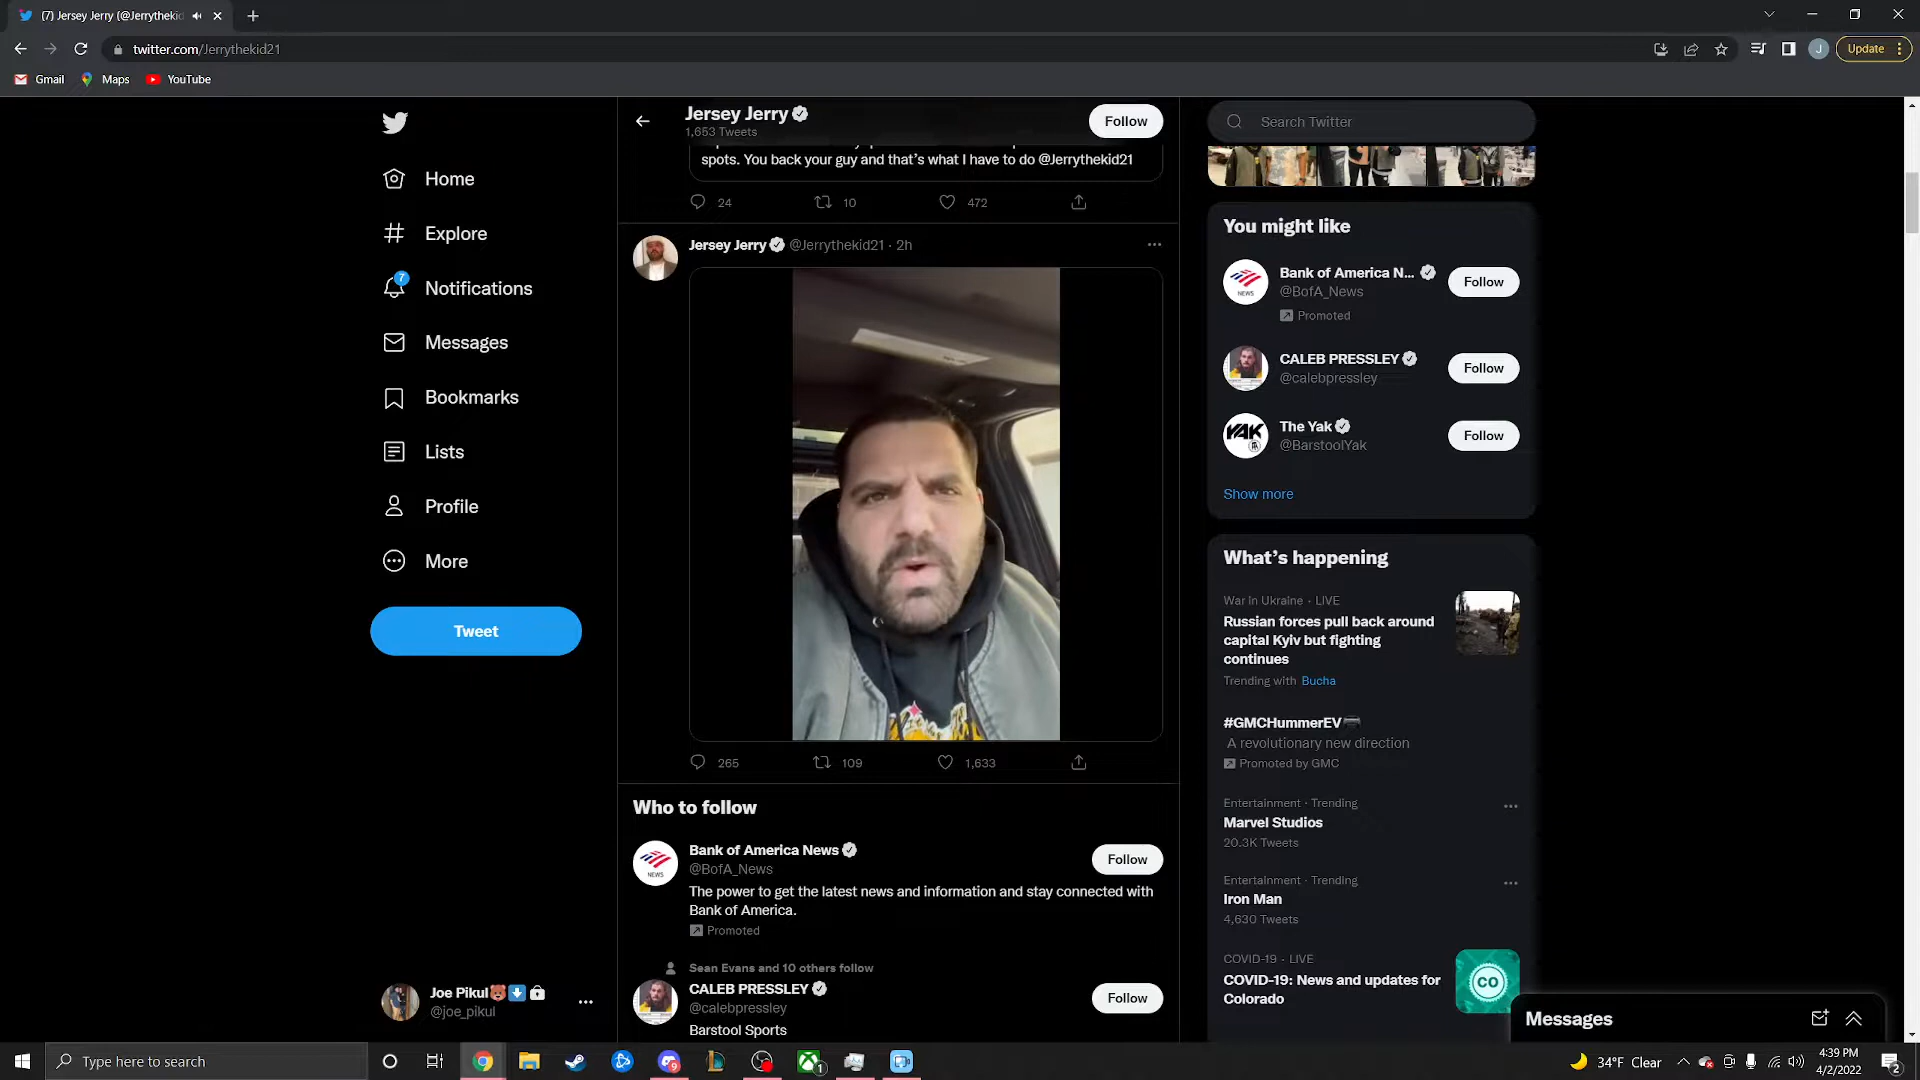 (7) Jersey Jerry (@Jerrythekid
twitter.com/Jerrythekid21
Update
J
Gmail
Maps
YouTube
Jersey Jerry
1,653 Tweets
Follow
spots. You back your guy and that's what I have to do @Jerrythekid21
24
10
472
Jersey Jerry @Jerrythekid21 · 2h
265
109
1,633
Who to follow
Bank of America News
@BofA_News
Follow
The power to get the latest news and information and stay connected with
Bank of America.
Promoted
Sean Evans and 10 others follow
CALEB PRESSLEY
@calebpressley
Follow
Barstool Sports
Home
Explore
7
Notifications
Messages
Bookmarks
Lists
Profile
More
Tweet
Joe Pikul
@joe_pikul
Search Twitter
You might like
Bank of America N...
@BofA_News
Promoted
Follow
NEWS
CALEB PRESSLEY
@calebpressley
Follow
YAK
The Yak
@BarstoolYak
Follow
Show more
What's happening
War in Ukraine · LIVE
Russian forces pull back around
capital Kyiv but fighting
continues
Trending with Bucha
#GMCHummerEV
A revolutionary new direction
Promoted by GMC
Entertainment · Trending
Marvel Studios
20.3K Tweets
Entertainment · Trending
Iron Man
4,630 Tweets
COVID-19 · LIVE
COVID-19: News and updates for
Colorado
CO
Messages
Type here to search
34°F Clear
4:39 PM
4/2/2022